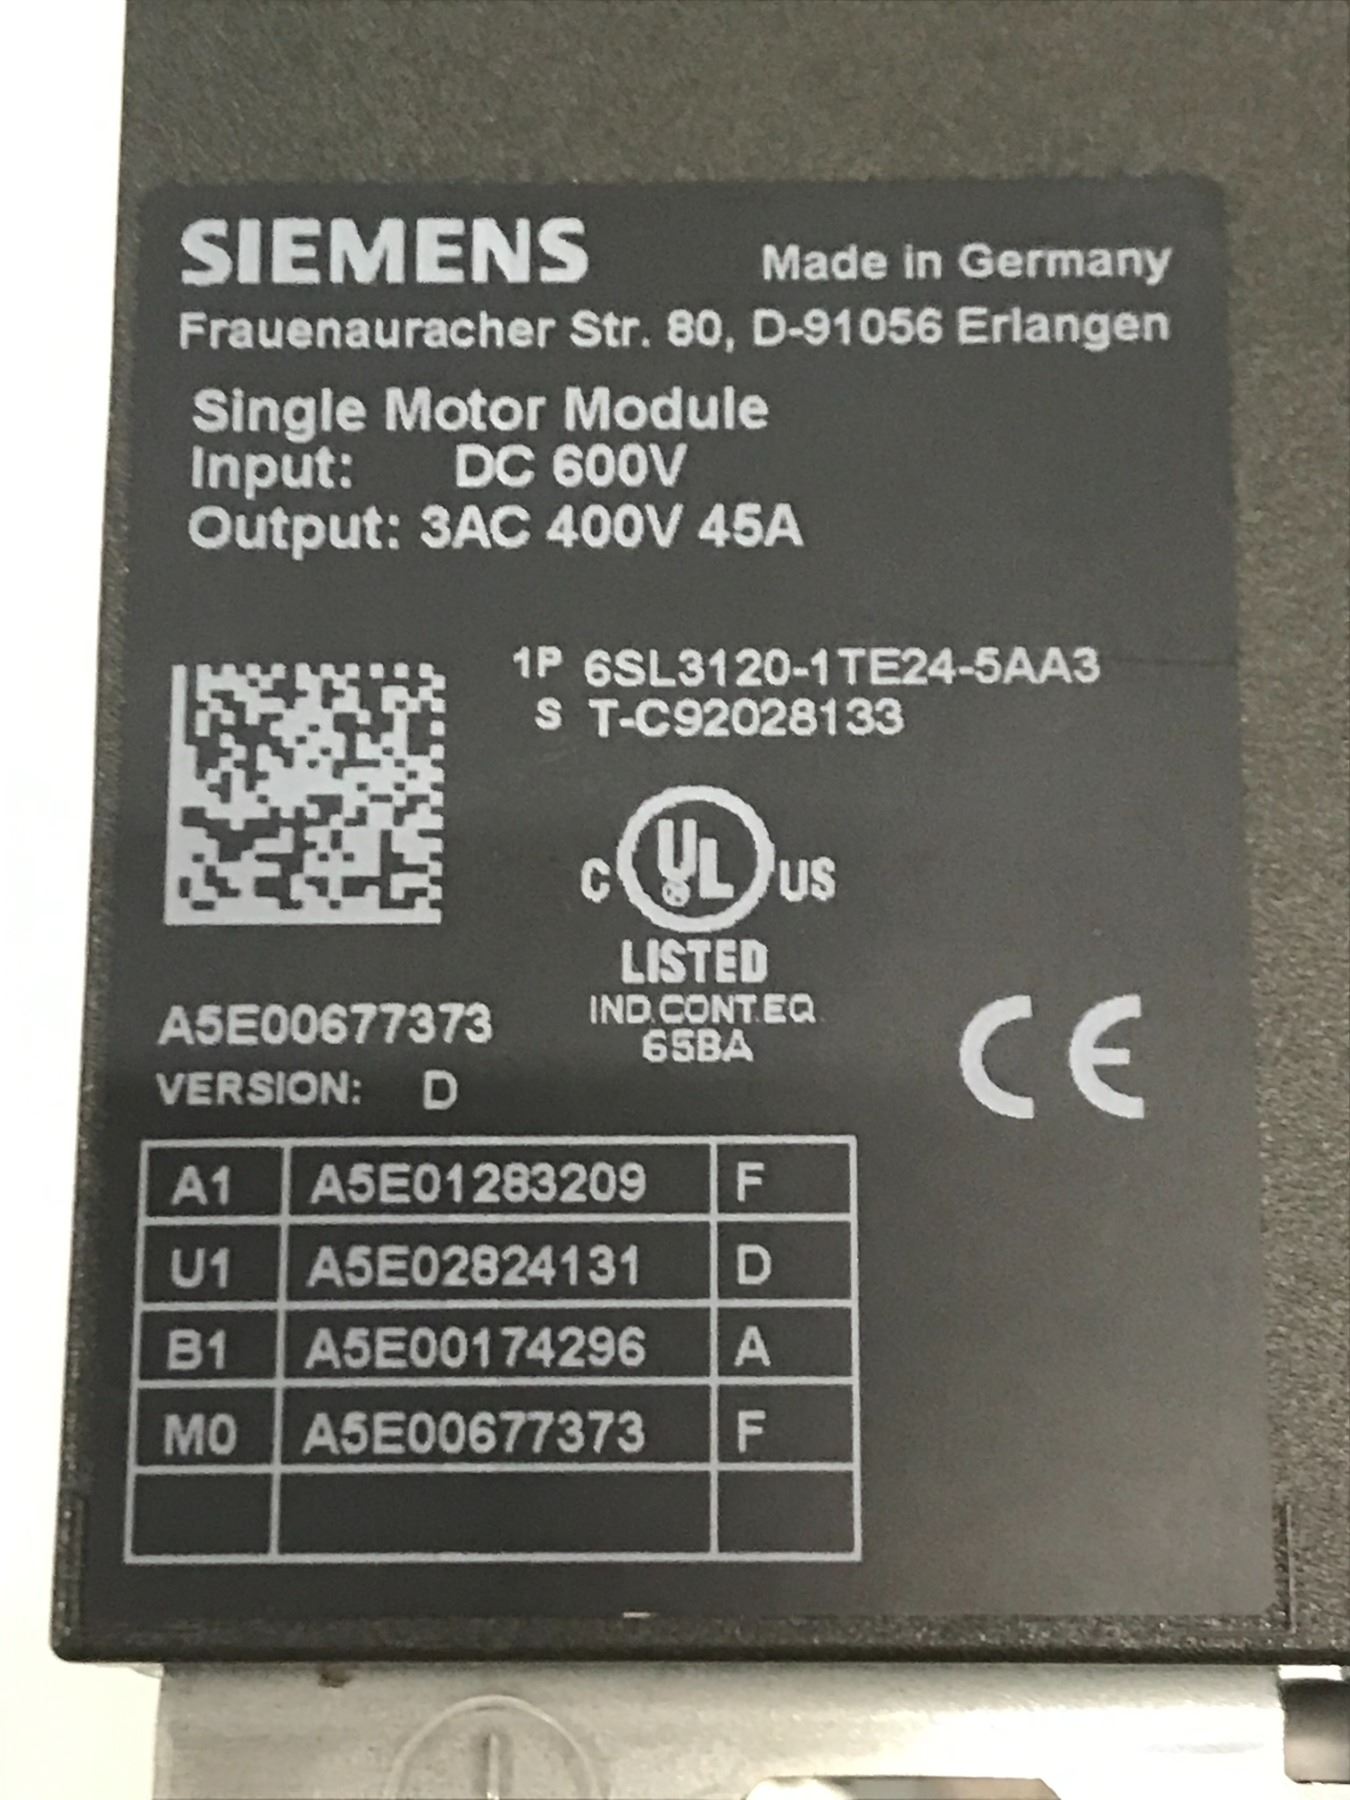 SIEMENS Made in Germany
Frauenauracher Str. 80, D-91056 Erlangen
Single Motor Module
Input: DC 600V
Output: 3AC 400V 45A
1P 6SL3120-1TE24-5AA3
S T-C92028133
C UL US
LISTED
IND.CONT.EQ
65BA
A5E00677373
VERSION: D
CE
A1 A5E01283209 F
U1 A5E02824131 D
B1 A5E00174296 A
M0 A5E00677373 F